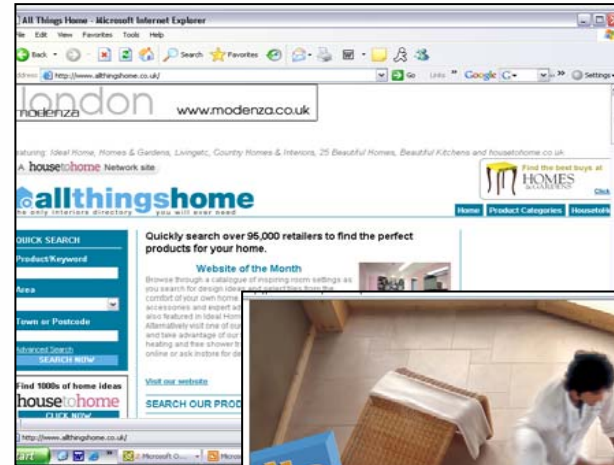 All Things Home - Microsoft Internet Explorer
File Edit View Favorites Tools Help
Back Search Favorites
Address http://www.allthingshome.co.uk/ Go Links » Google G » Settings
london
modenza
www.modenza.co.uk
featuring: Ideal Home, Homes & Gardens, Livingetc, Country Homes & Interiors, 25 Beautiful Homes, Beautiful Kitchens and housetohome.co.uk
A housetohome Network site
Find the best buys at
HOMES
& GARDENS
allthingshome
the only interiors directory you will ever need
Home Product Categories Houseto
QUICK SEARCH
Product/Keyword
Area
Town or Postcode
Advanced Search
SEARCH NOW
Find 1000s of home ideas
housetohome
CLICK NOW
Quickly search over 95,000 retailers to find the perfect
products for your home.
Website of the Month
Browse through a catalogue of inspiring room settings as
you search for design ideas and select tiles from the
comfort of your own home
accessories and expert ad
also featured in Ideal Hom
Alternatively visit one of our
and take advantage of our
heating and free shower tr
online or ask instore for de
Visit our website
SEARCH OUR PROD
http://www.allthingshome.co.uk/
start 2 Microsoft O... Micros